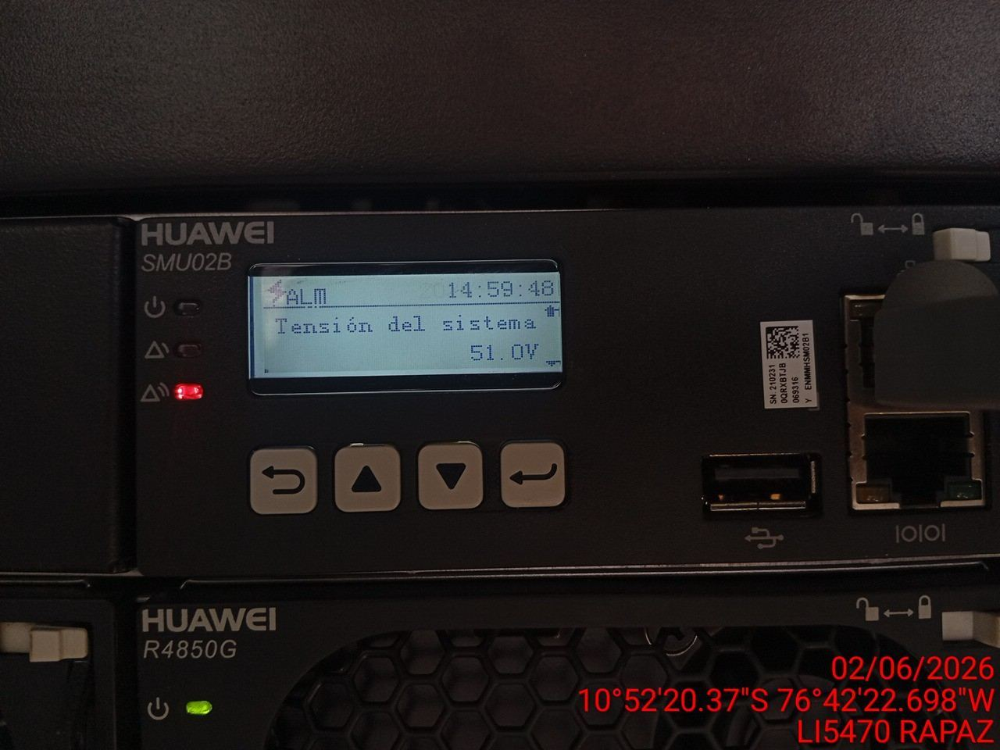 HUAWEI
SMU02B
ALM 14:59:48
Tensión del sistema
51.0V
SN: 210231
0QRXBTJB
069316
Y ENMMHSM02B1
|O|O|
HUAWEI
R4850G
02/06/2026
10°52'20.37"S 76°42'22.698"W
LI5470 RAPAZ